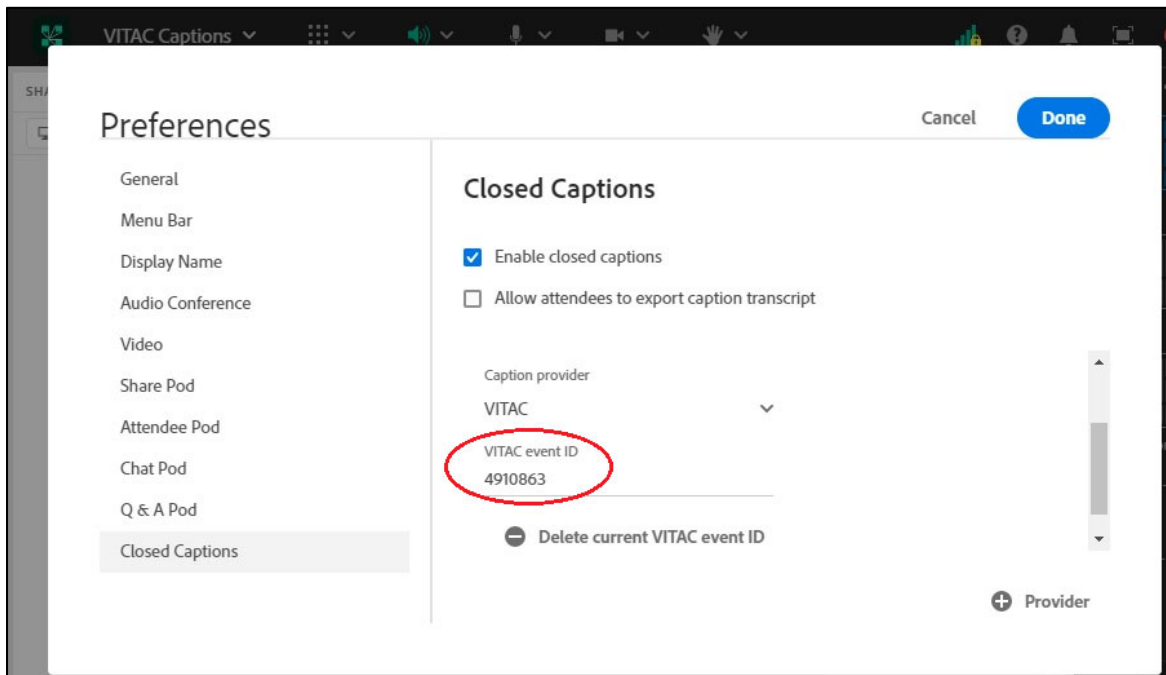 VITAC Captions
SHA
Preferences
Cancel
Done
General
Menu Bar
Display Name
Audio Conference
Video
Share Pod
Attendee Pod
Chat Pod
Q & A Pod
Closed Captions
Closed Captions
Enable closed captions
Allow attendees to export caption transcript
Caption provider
VITAC
VITAC event ID
4910863
Delete current VITAC event ID
Provider